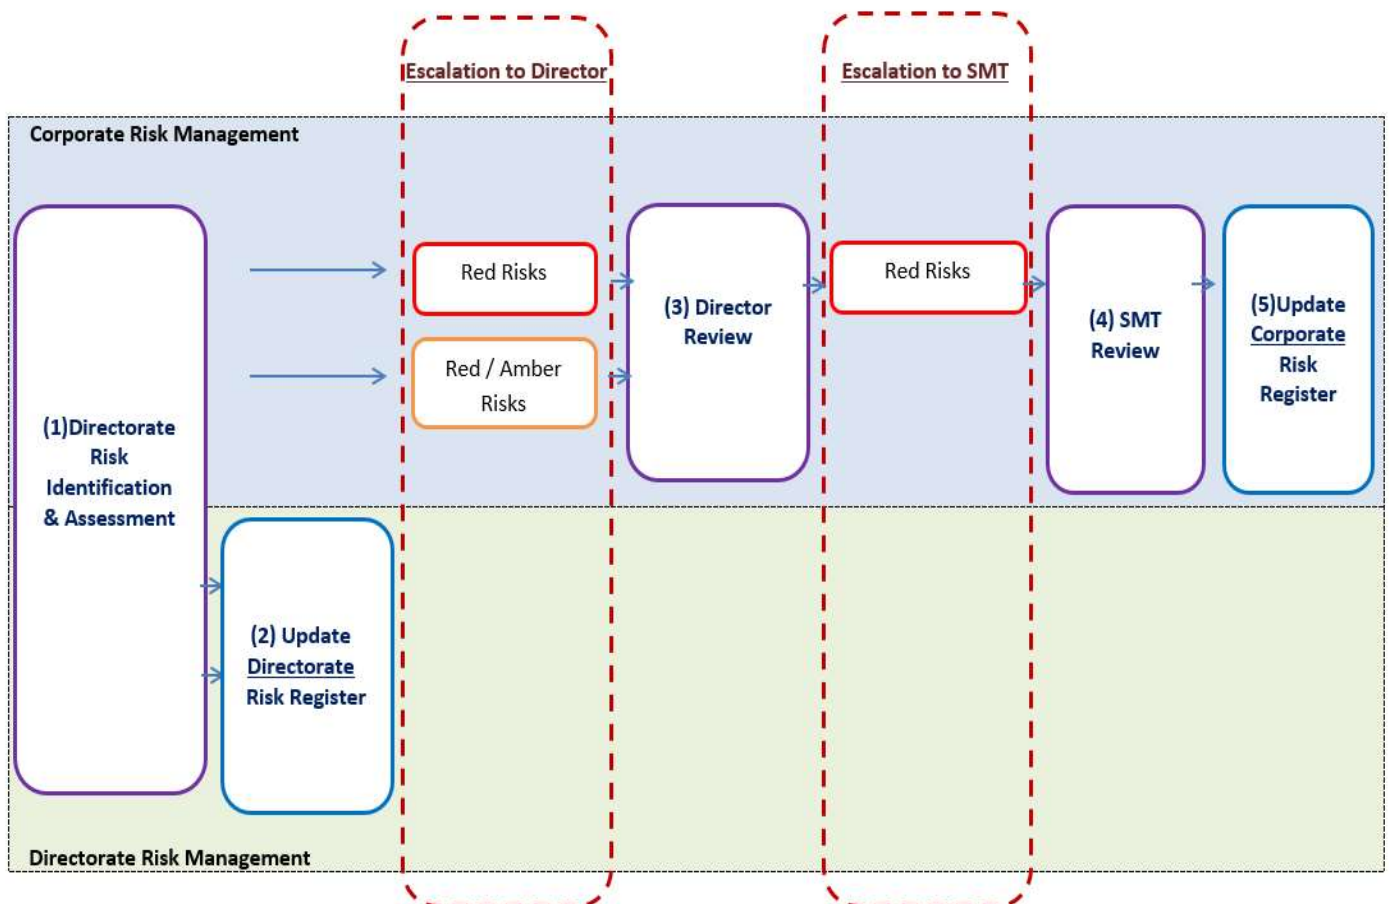 Escalation to Director
Escalation to SMT
Corporate Risk Management
(1)Directorate
Risk
Identification
& Assessment
(2) Update
Directorate
Risk Register
Red Risks
Red / Amber
Risks
(3) Director
Review
Red Risks
(4) SMT
Review
(5)Update
Corporate
Risk
Register
Directorate Risk Management